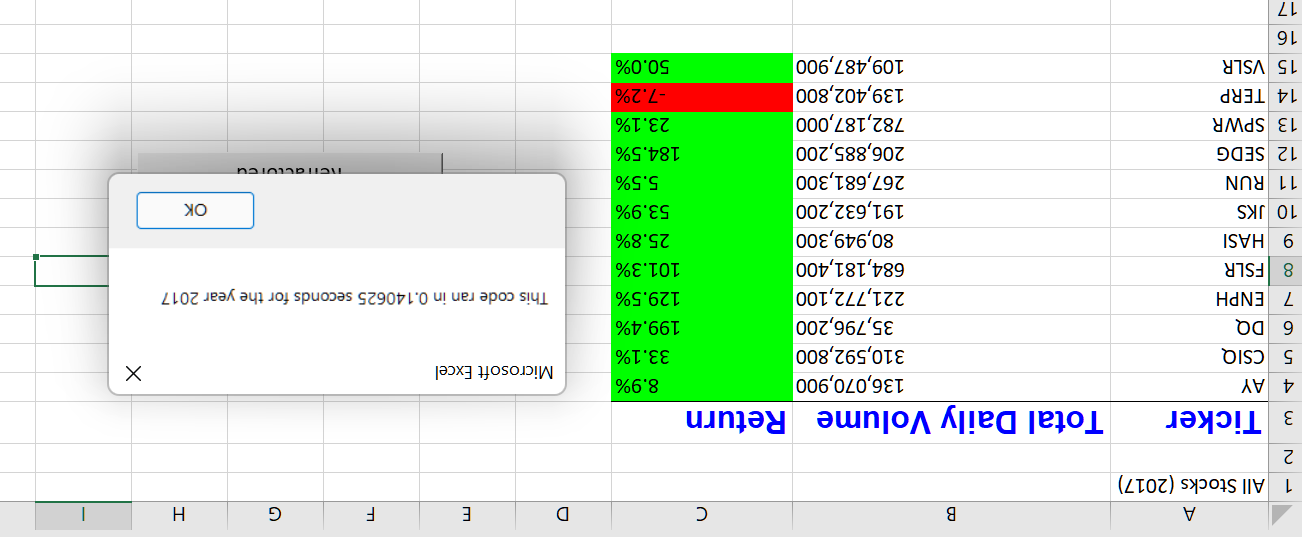 A B C D E F G H I
1 All Stocks (2017)
2
3 Ticker Total Daily Volume Return
4 AY 136,070,900 8.9%
5 CSIQ 310,592,800 33.1%
6 DQ 35,796,200 199.4%
7 ENPH 221,772,100 129.5%
8 FSLR 684,181,400 101.3%
9 HASI 80,949,300 25.8%
10 JKS 191,632,200 53.9%
11 RUN 267,681,300 5.5%
12 SEDG 206,885,200 184.5%
13 SPWR 782,187,000 23.1%
14 TERP 139,402,800 -7.2%
15 VSLR 109,487,900 50.0%
16
17
Microsoft Excel
This code ran in 0.140625 seconds for the year 2017
OK